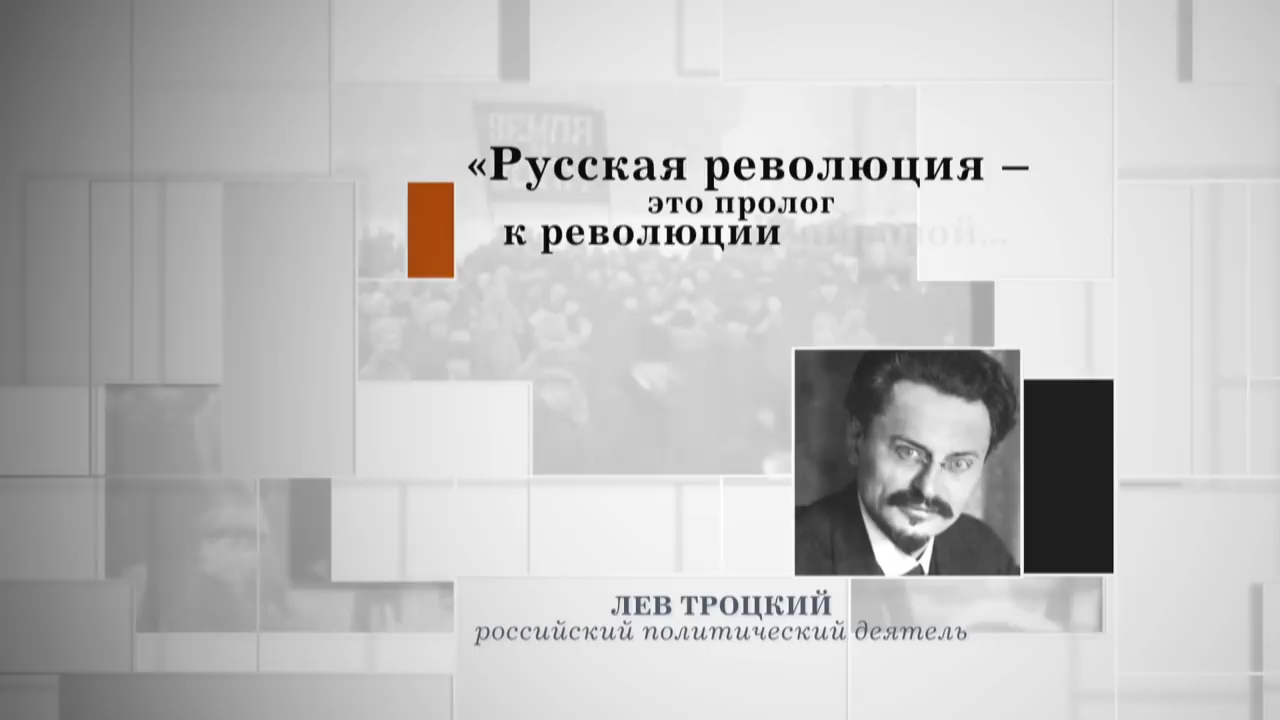 «Русская революция –
это пролог
к революции
ЛЕВ ТРОЦКИЙ
российский политический деятель